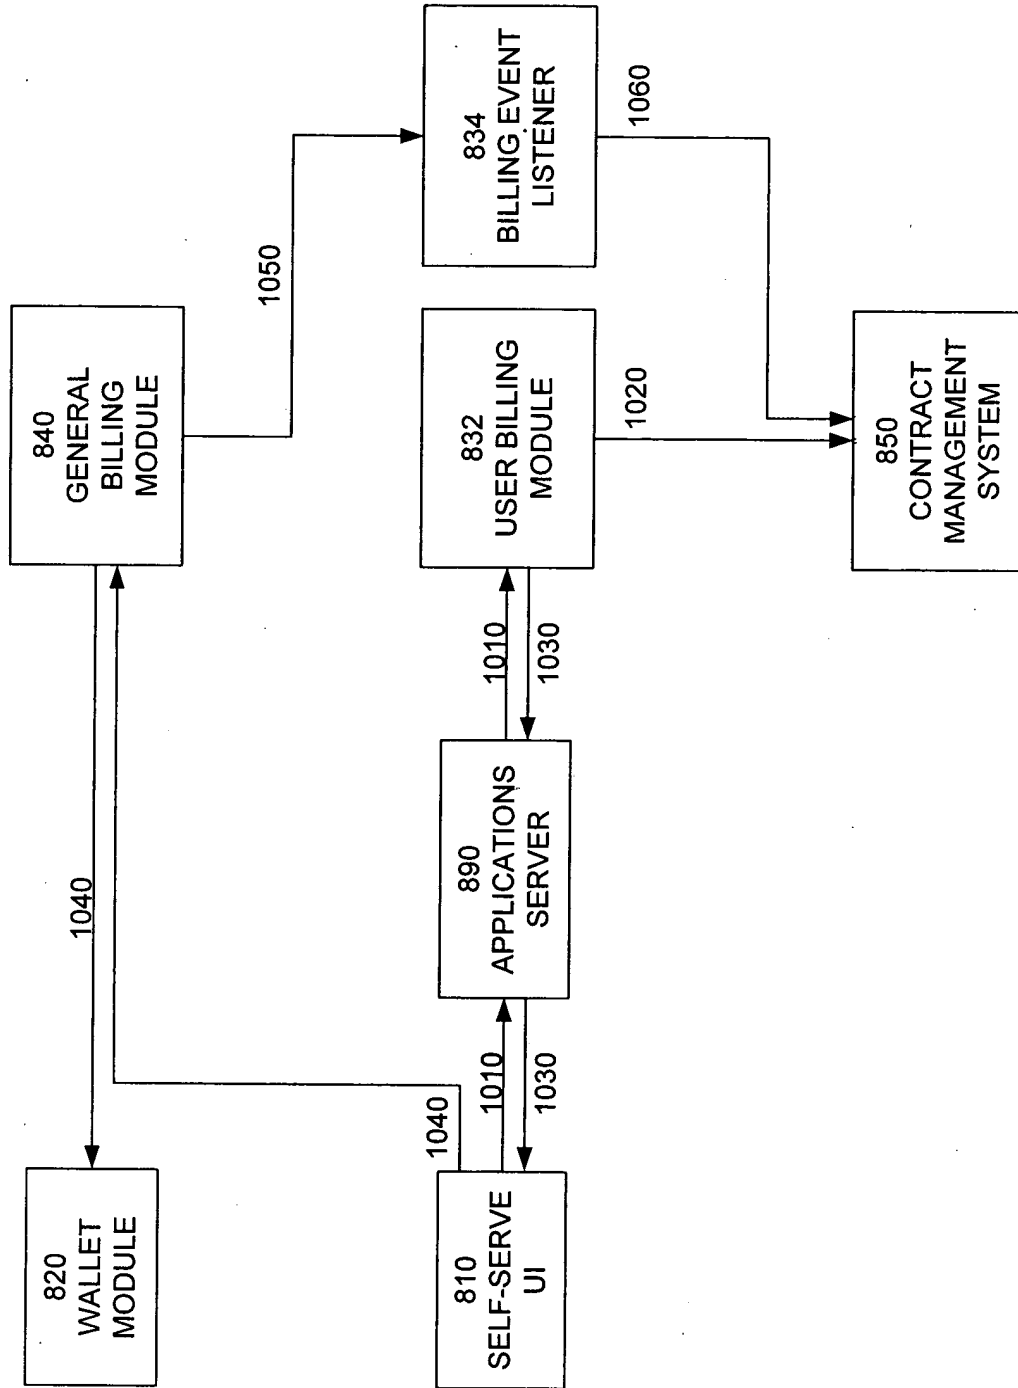 820
WALLET
MODULE
1040
840
GENERAL
BILLING
MODULE
1050
1040
810
SELF-SERVE
UI
1010
1030
890
APPLICATIONS
SERVER
1010
1030
832
USER BILLING
MODULE
834
BILLING EVENT
LISTENER
1020
1060
850
CONTRACT
MANAGEMENT
SYSTEM